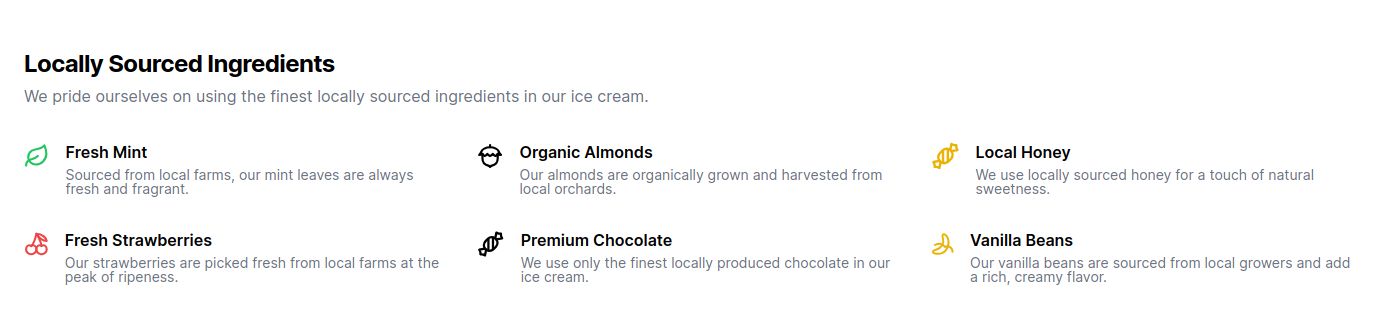 Locally Sourced Ingredients
We pride ourselves on using the finest locally sourced ingredients in our ice cream.
Fresh Mint
Sourced from local farms, our mint leaves are always
fresh and fragrant.
Organic Almonds
Our almonds are organically grown and harvested from
local orchards.
Local Honey
We use locally sourced honey for a touch of natural
sweetness.
Fresh Strawberries
Our strawberries are picked fresh from local farms at the
peak of ripeness.
Premium Chocolate
We use only the finest locally produced chocolate in our
ice cream.
Vanilla Beans
Our vanilla beans are sourced from local growers and add
a rich, creamy flavor.